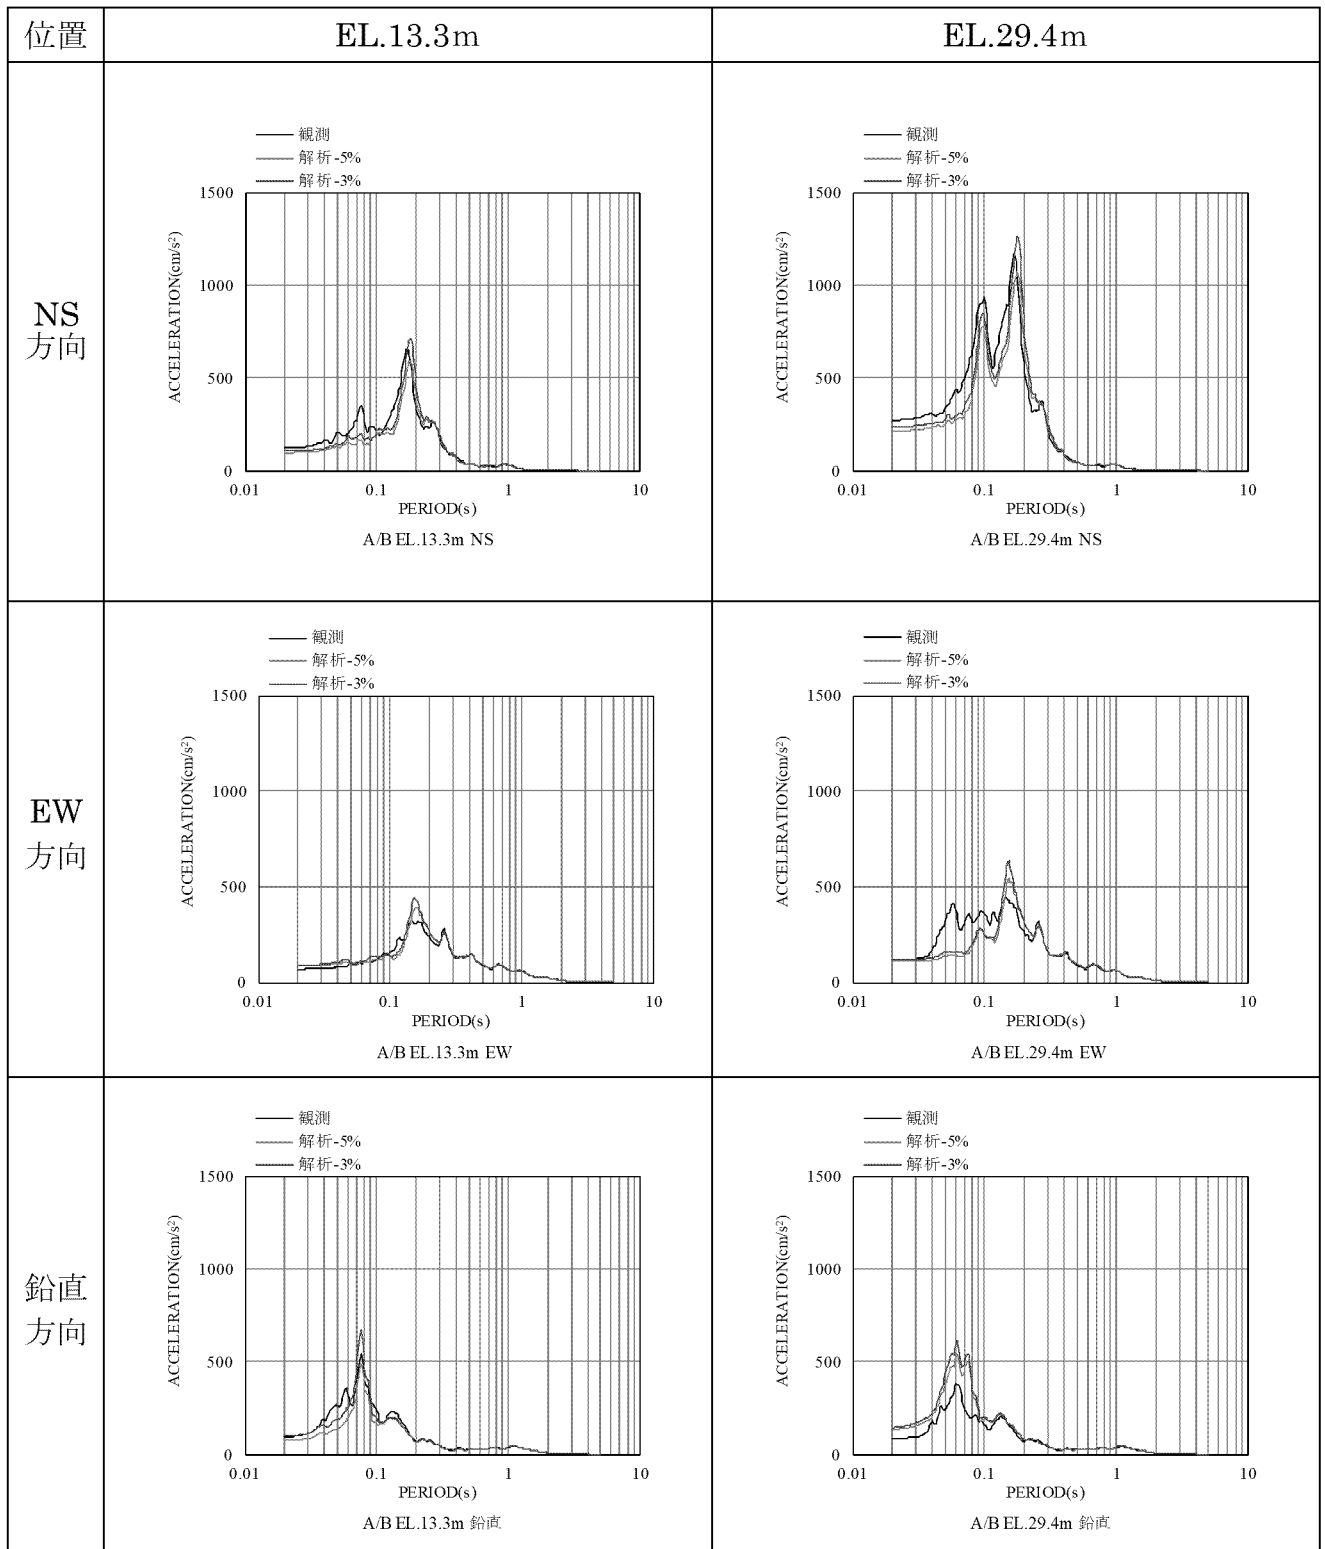 位置
EL.13.3m
EL.29.4m
NS
方向
観測
解析-5%
解析-3%
1500
1000
500
0
ACCELERATION(cm/s²)
0.01
0.1
1
10
PERIOD(s)
A/B EL.13.3m NS
観測
解析-5%
解析-3%
1500
1000
500
0
ACCELERATION(cm/s²)
0.01
0.1
1
10
PERIOD(s)
A/B EL.29.4m NS
EW
方向
観測
解析-5%
解析-3%
1500
1000
500
0
ACCELERATION(cm/s²)
0.01
0.1
1
10
PERIOD(s)
A/B EL.13.3m EW
観測
解析-5%
解析-3%
1500
1000
500
0
ACCELERATION(cm/s²)
0.01
0.1
1
10
PERIOD(s)
A/B EL.29.4m EW
鉛直
方向
観測
解析-5%
解析-3%
1500
1000
500
0
ACCELERATION(cm/s²)
0.01
0.1
1
10
PERIOD(s)
A/B EL.13.3m 鉛直
観測
解析-5%
解析-3%
1500
1000
500
0
ACCELERATION(cm/s²)
0.01
0.1
1
10
PERIOD(s)
A/B EL.29.4m 鉛直